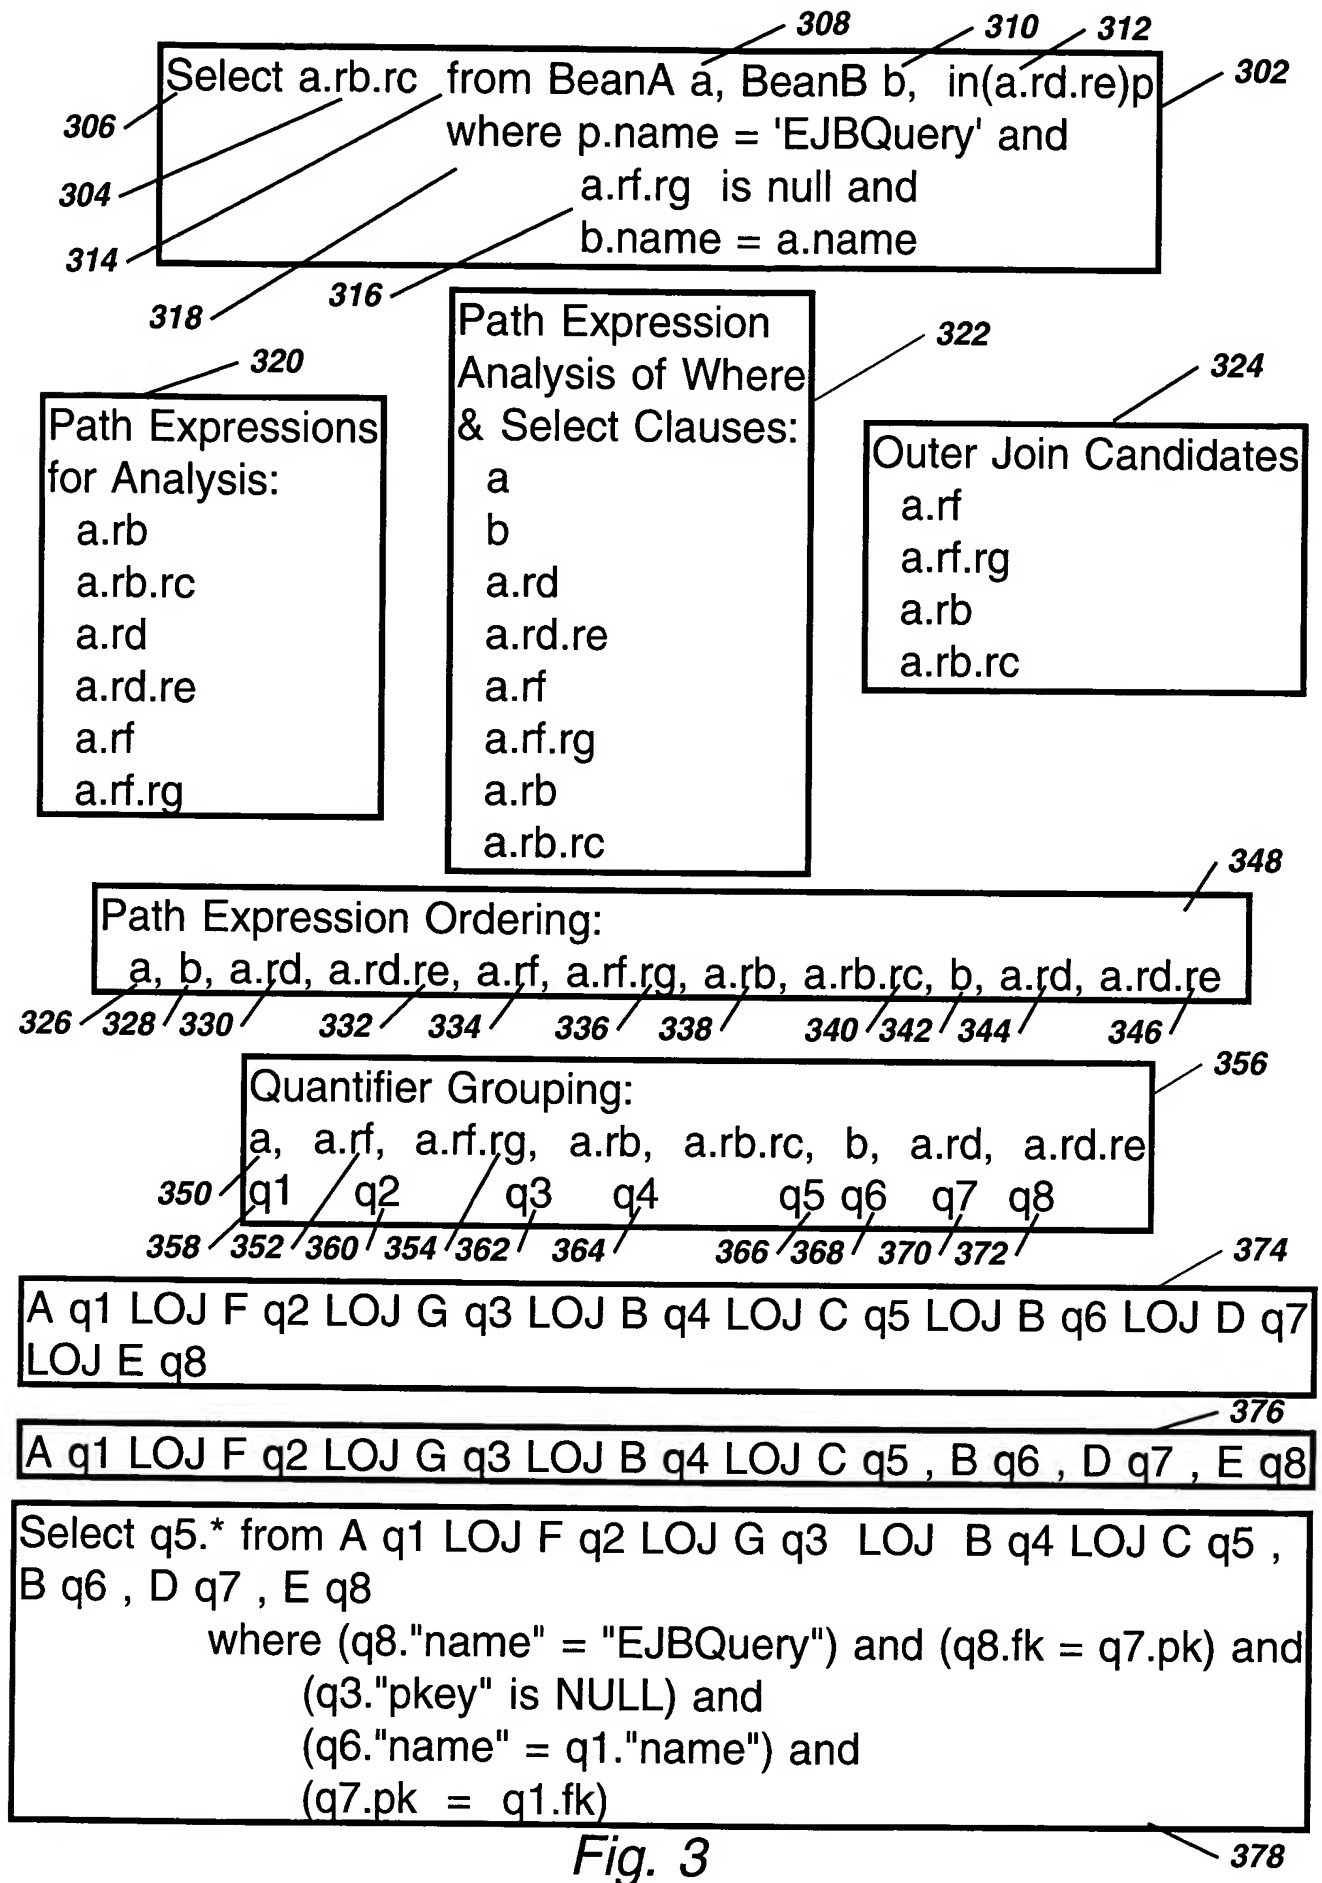 308 310 312
Select a.rb.rc from BeanA a, BeanB b, in(a.rd.re)p
302
306
where p.name = 'EJBQuery' and
304
a.rf.rg is null and
314
b.name = a.name
316
318
320
Path Expressions
for Analysis:
a.rb
a.rb.rc
a.rd
a.rd.re
a.rf
a.rf.rg
322
Path Expression
Analysis of Where
& Select Clauses:
a
b
a.rd
a.rd.re
a.rf
a.rf.rg
a.rb
a.rb.rc
324
Outer Join Candidates
a.rf
a.rf.rg
a.rb
a.rb.rc
348
Path Expression Ordering:
a, b, a.rd, a.rd.re, a.rf, a.rf.rg, a.rb, a.rb.rc, b, a.rd, a.rd.re
326 328 330 332 334 336 338 340 342 344 346
356
Quantifier Grouping:
a, a.rf, a.rf.rg, a.rb, a.rb.rc, b, a.rd, a.rd.re
350 q1 q2 q3 q4 q5 q6 q7 q8
358 352 360 354 362 364 366 368 370 372
374
A q1 LOJ F q2 LOJ G q3 LOJ B q4 LOJ C q5 LOJ B q6 LOJ D q7
LOJ E q8
376
A q1 LOJ F q2 LOJ G q3 LOJ B q4 LOJ C q5 , B q6 , D q7 , E q8
Select q5.* from A q1 LOJ F q2 LOJ G q3 LOJ B q4 LOJ C q5 ,
B q6 , D q7 , E q8
where (q8."name" = "EJBQuery") and (q8.fk = q7.pk) and
(q3."pkey" is NULL) and
(q6."name" = q1."name") and
(q7.pk = q1.fk)
378
Fig. 3